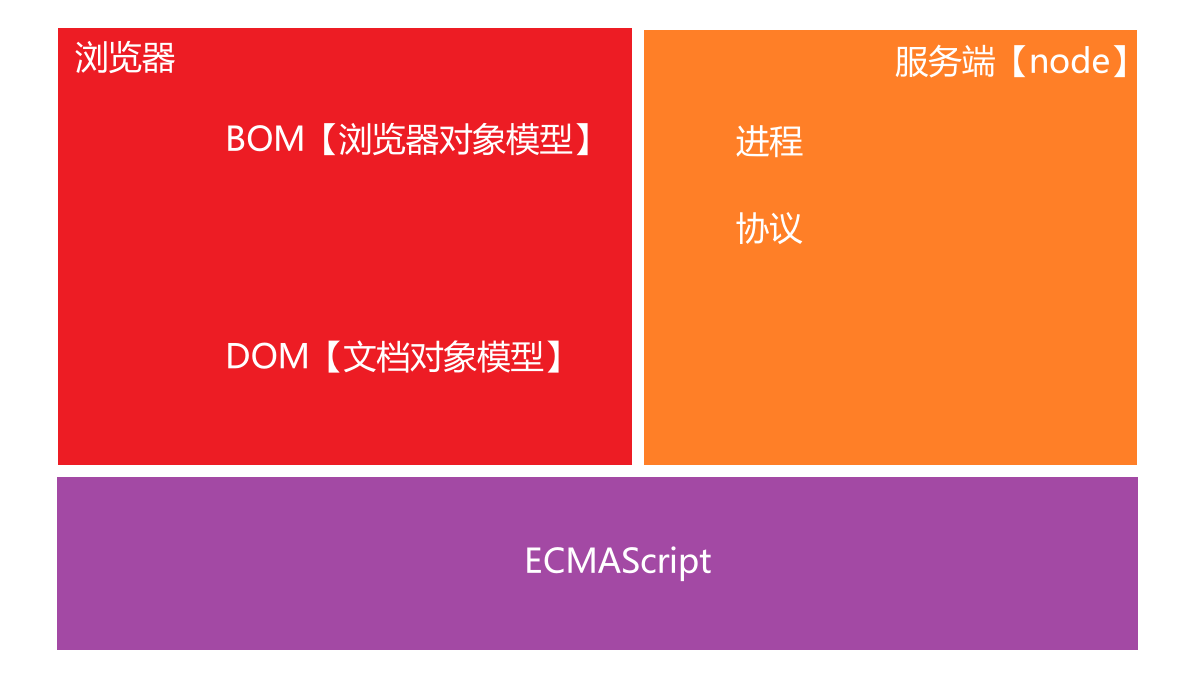 浏览器
BOM【浏览器对象模型】
DOM【文档对象模型】
服务端【node】
进程
协议
ECMAScript